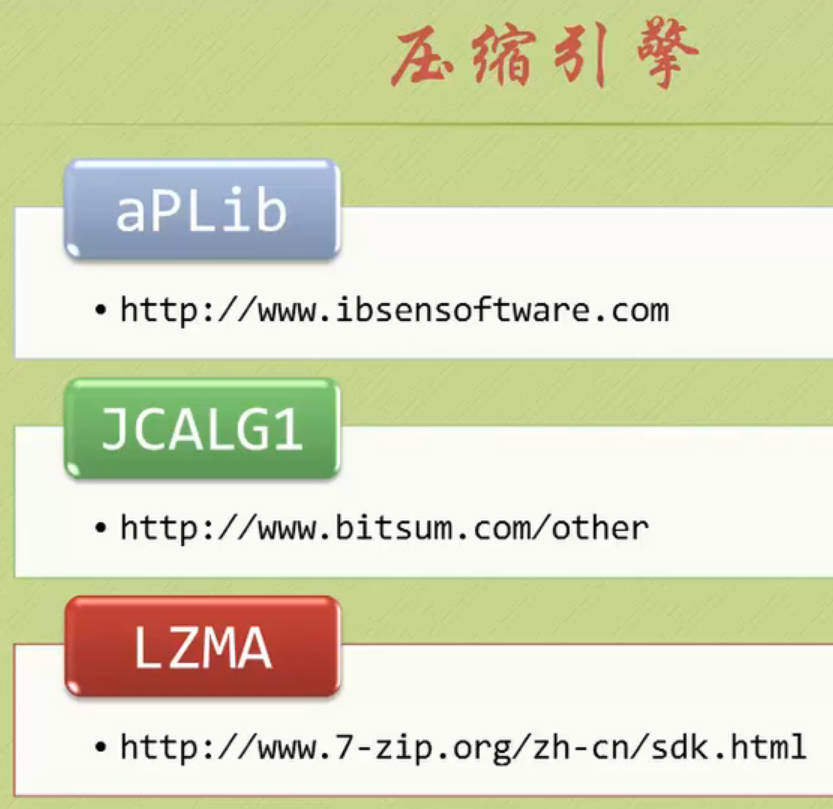 压缩引擎
aPLib
• http://www.ibsensoftware.com
JCALG1
• http://www.bitsum.com/other
LZMA
• http://www.7-zip.org/zh-cn/sdk.html